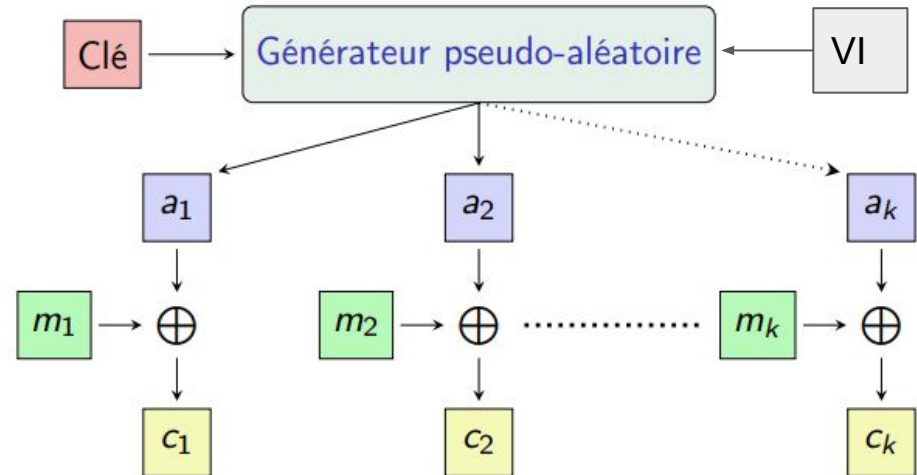 Clé
Générateur pseudo-aléatoire
VI
a₁
a₂
aₖ
m₁
⊕
m₂
⊕
mₖ
⊕
c₁
c₂
cₖ